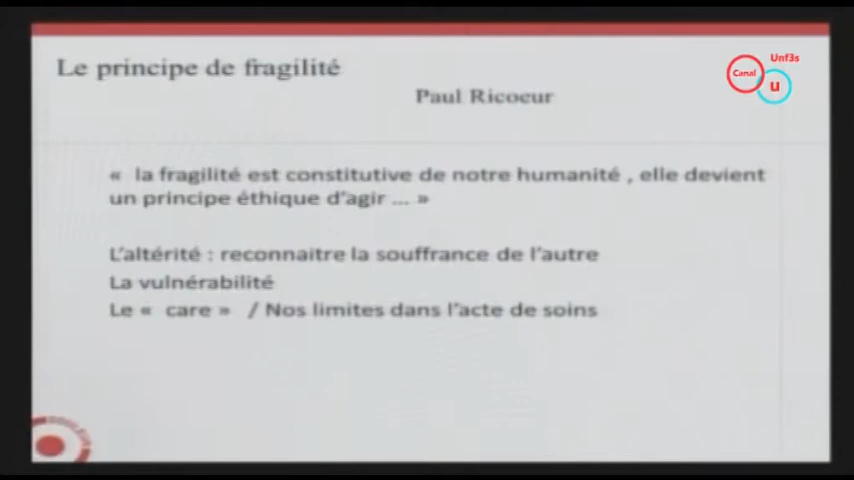 Le principe de fragilité
Paul Ricoeur
Unf3s
Canal
u
« la fragilité est constitutive de notre humanité , elle devient
un principe éthique d'agir ... »
L'altérité : reconnaitre la souffrance de l'autre
La vulnérabilité
Le « care » / Nos limites dans l'acte de soins